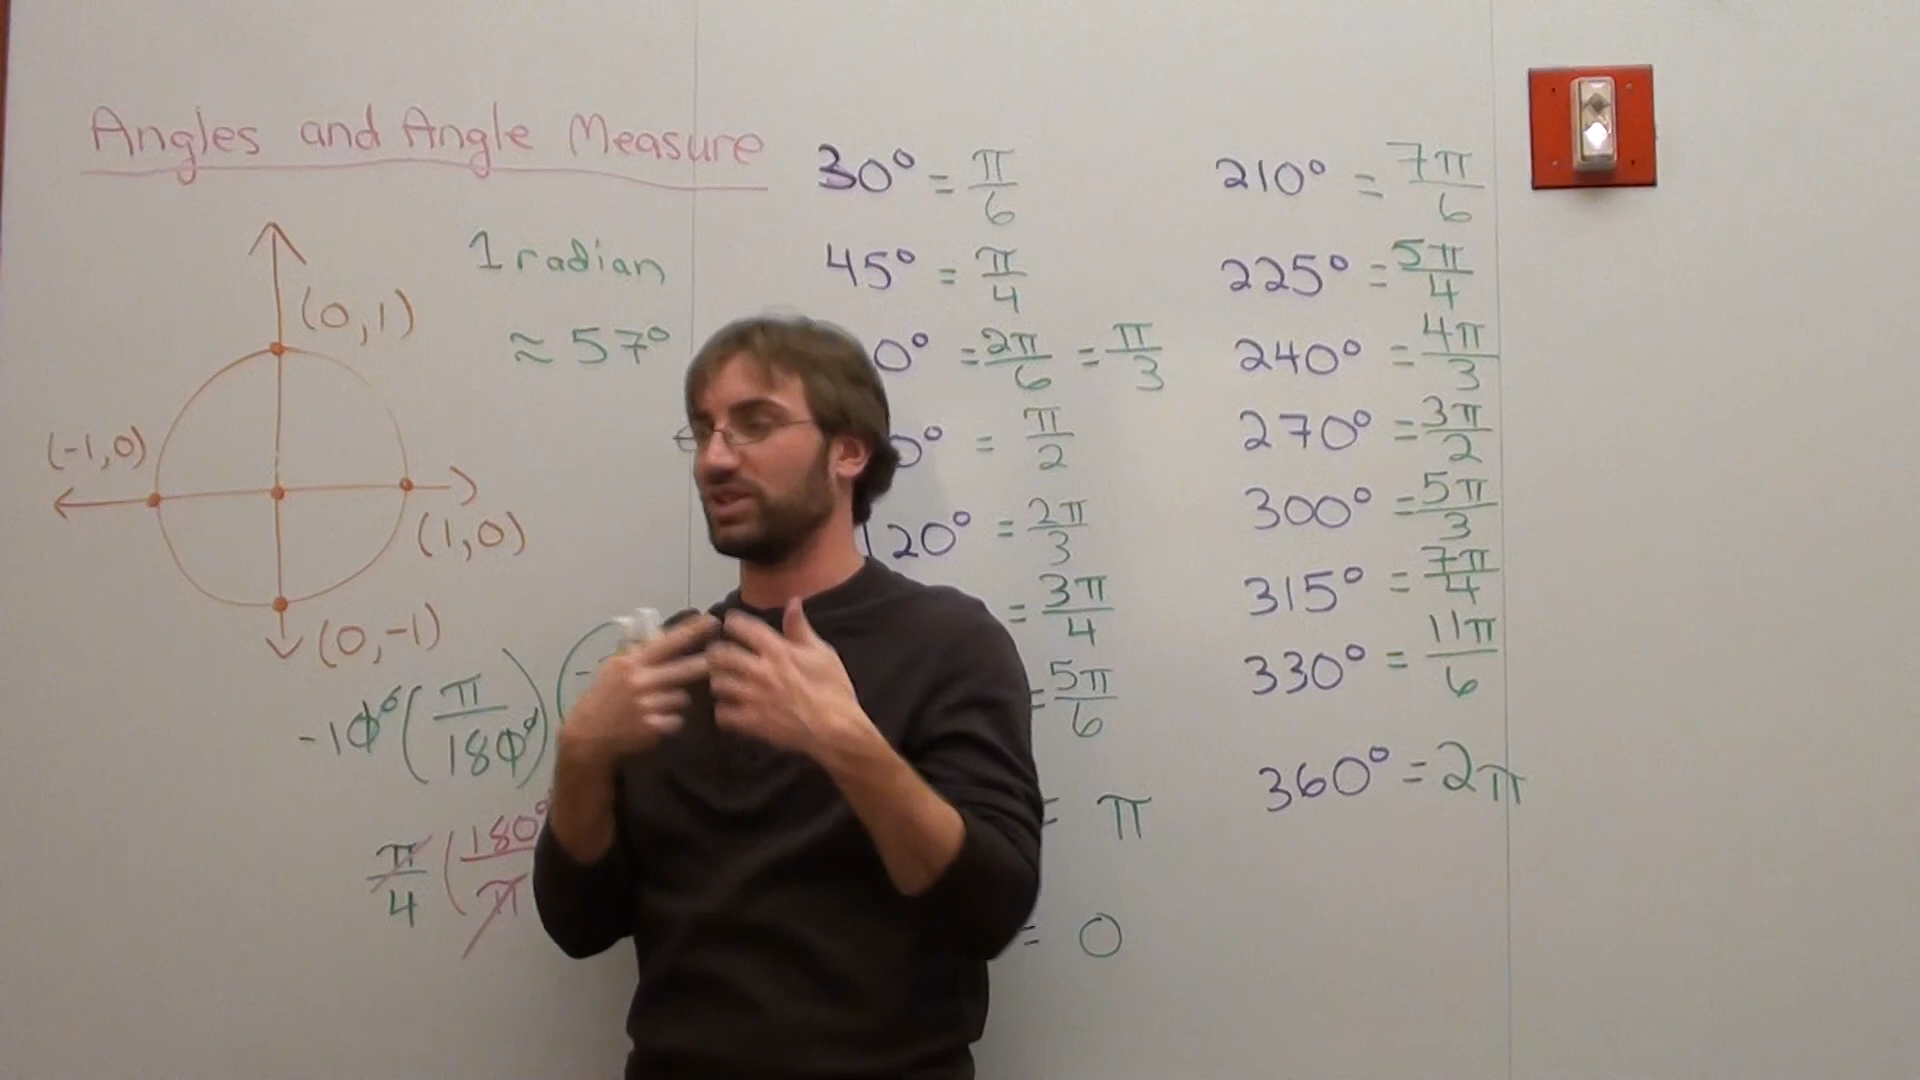 Angles and Angle Measure
1 radian
≈ 57°
(0,1)
(-1,0)
(1,0)
(0,-1)
-10° (π/180°)
π/4 (180°/π
30° = π/6
45° = π/4
0° = 2π/6 = π/3
0° = π/2
120° = 2π/3
= 3π/4
= 5π/6
= π
= 0
210° = 7π/6
225° = 5π/4
240° = 4π/3
270° = 3π/2
300° = 5π/3
315° = 7π/4
330° = 11π/6
360° = 2π